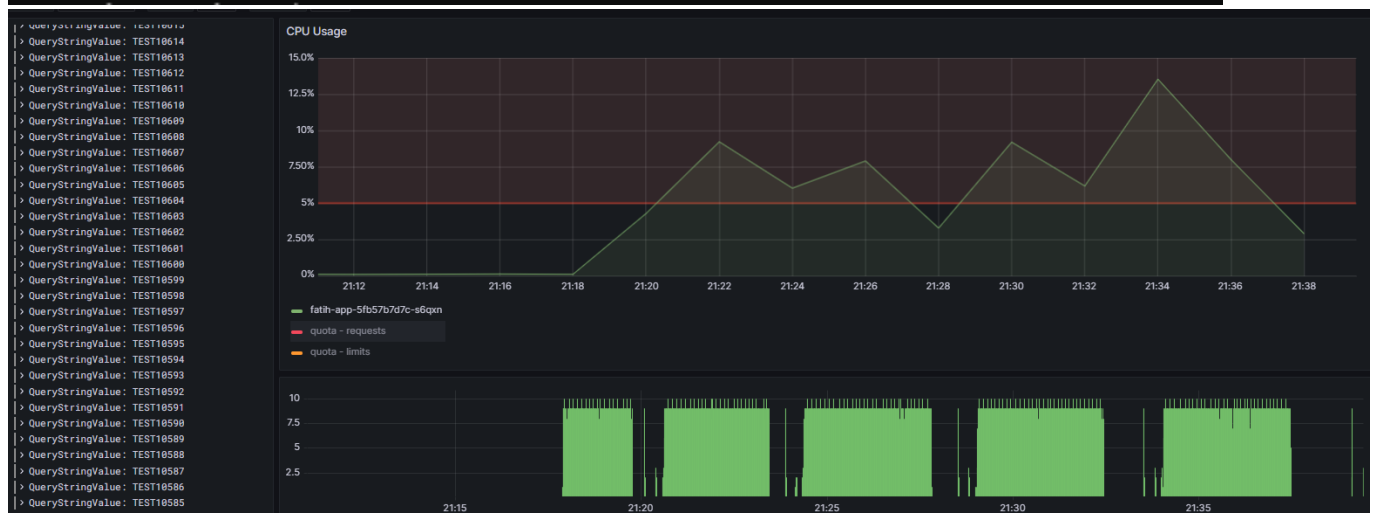 > QueryStringValue: TEST10615
> QueryStringValue: TEST10614
> QueryStringValue: TEST10613
> QueryStringValue: TEST10612
> QueryStringValue: TEST10611
> QueryStringValue: TEST10610
> QueryStringValue: TEST10609
> QueryStringValue: TEST10608
> QueryStringValue: TEST10607
> QueryStringValue: TEST10606
> QueryStringValue: TEST10605
> QueryStringValue: TEST10604
> QueryStringValue: TEST10603
> QueryStringValue: TEST10602
> QueryStringValue: TEST10601
> QueryStringValue: TEST10600
> QueryStringValue: TEST10599
> QueryStringValue: TEST10598
> QueryStringValue: TEST10597
> QueryStringValue: TEST10596
> QueryStringValue: TEST10595
> QueryStringValue: TEST10594
> QueryStringValue: TEST10593
> QueryStringValue: TEST10592
> QueryStringValue: TEST10591
> QueryStringValue: TEST10590
> QueryStringValue: TEST10589
> QueryStringValue: TEST10588
> QueryStringValue: TEST10587
> QueryStringValue: TEST10586
> QueryStringValue: TEST10585
CPU Usage
15.0%
12.5%
10%
7.50%
5%
2.50%
0%
21:12 21:14 21:16 21:18 21:20 21:22 21:24 21:26 21:28 21:30 21:32 21:34 21:36 21:38
fatih-app-5fb57b7d7c-s6qxn
quota - requests
quota - limits
10
7.5
5
2.5
21:15 21:20 21:25 21:30 21:35